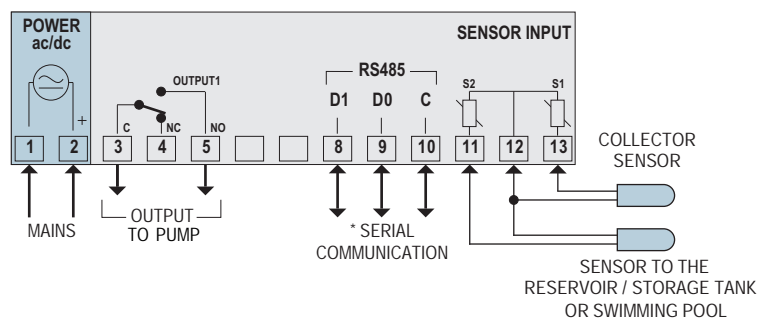 POWER
ac/dc
SENSOR INPUT
RS485
OUTPUT1
S2
S1
D1 D0 C
+
C NC NO
1 2 3 4 5 8 9 10 11 12 13
MAINS
OUTPUT
TO PUMP
* SERIAL
COMMUNICATION
COLLECTOR
SENSOR
SENSOR TO THE
RESERVOIR / STORAGE TANK
OR SWIMMING POOL